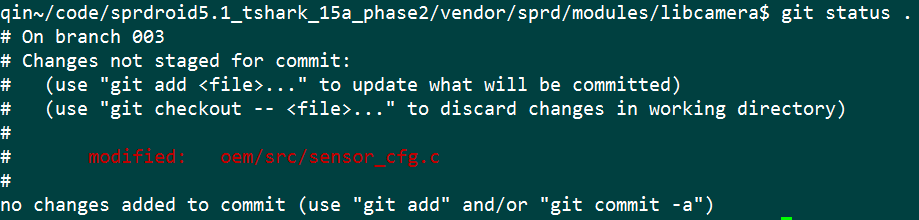 qin~/code/sprdroid5.1_tshark_15a_phase2/vendor/sprd/modules/libcamera$ git status .
# On branch 003
# Changes not staged for commit:
#   (use "git add <file>..." to update what will be committed)
#   (use "git checkout -- <file>..." to discard changes in working directory)
#
#       modified:   oem/src/sensor_cfg.c
#
no changes added to commit (use "git add" and/or "git commit -a")